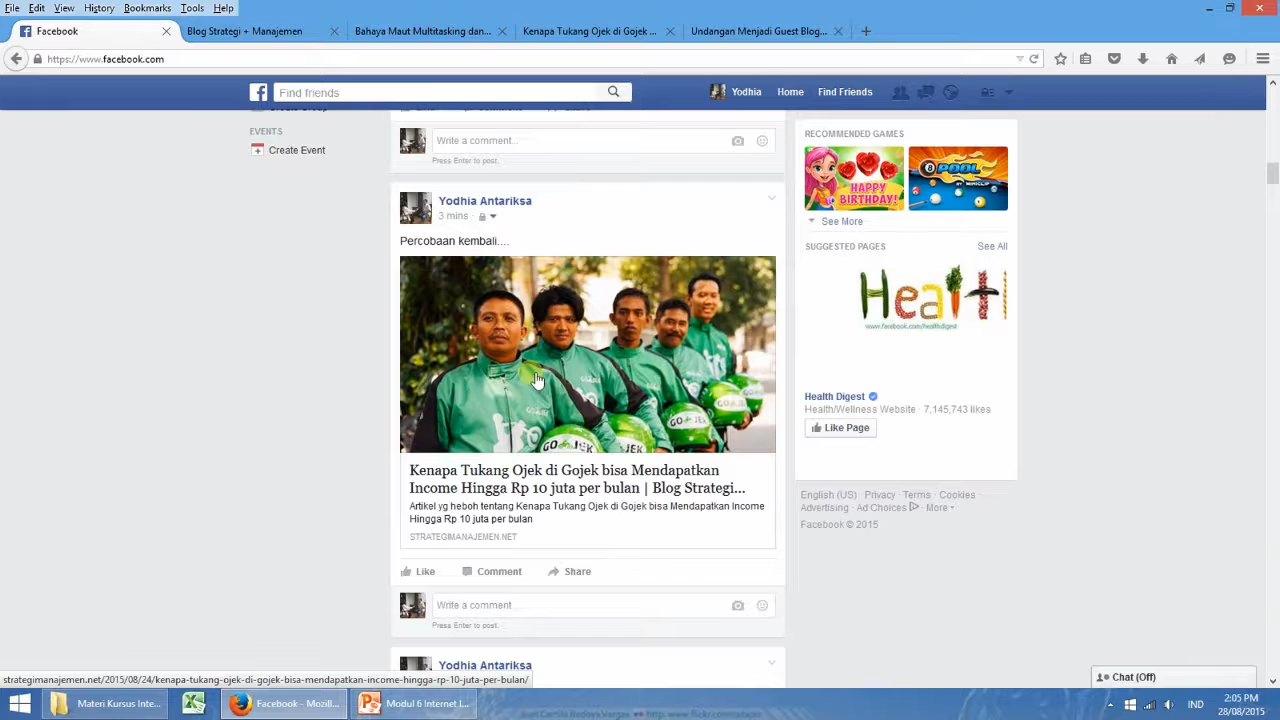 File Edit View History Bookmarks Tools Help
Facebook
Blog Strategi + Manajemen
Bahaya Maut Multitasking dan...
Kenapa Tukang Ojek di Gojek ...
Undangan Menjadi Guest Blog...
https://www.facebook.com
Find friends
Yodhia
Home
Find Friends
EVENTS
Create Event
Write a comment...
Press Enter to post.
Yodhia Antariksa
3 mins
Percobaan kembali....
GOJEK
Kenapa Tukang Ojek di Gojek bisa Mendapatkan
Income Hingga Rp 10 juta per bulan | Blog Strategi...
Artikel yg heboh tentang Kenapa Tukang Ojek di Gojek bisa Mendapatkan Income
Hingga Rp 10 juta per bulan
STRATEGIMANAJEMEN.NET
Like Comment Share
Write a comment...
Press Enter to post.
Yodhia Antariksa
RECOMMENDED GAMES
HAPPY
BIRTHDAY!
8
POOL
BY MINICLIP
See More
SUGGESTED PAGES
See All
Health
www.facebook.com/healthdigest
Health Digest
Health/Wellness Website · 7,145,743 likes
Like Page
English (US) · Privacy · Terms · Cookies ·
Advertising · Ad Choices · More
Facebook © 2015
Chat (Off)
strategimanajemen.net/2015/08/24/kenapa-tukang-ojek-di-gojek-bisa-mendapatkan-income-hingga-rp-10-juta-per-bulan/
Materi Kursus Inte...
Facebook - Mozil...
Modul 6 Internet I...
IND
2:05 PM
28/08/2015